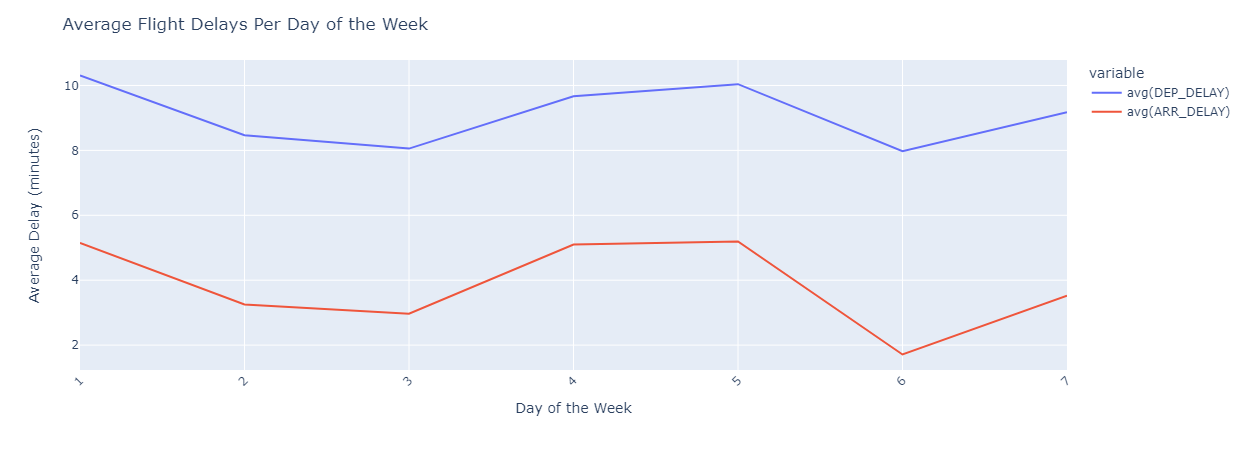 Average Flight Delays Per Day of the Week
variable
avg(DEP_DELAY)
avg(ARR_DELAY)
Average Delay (minutes)
10
8
6
4
2
1
2
3
4
5
6
7
Day of the Week